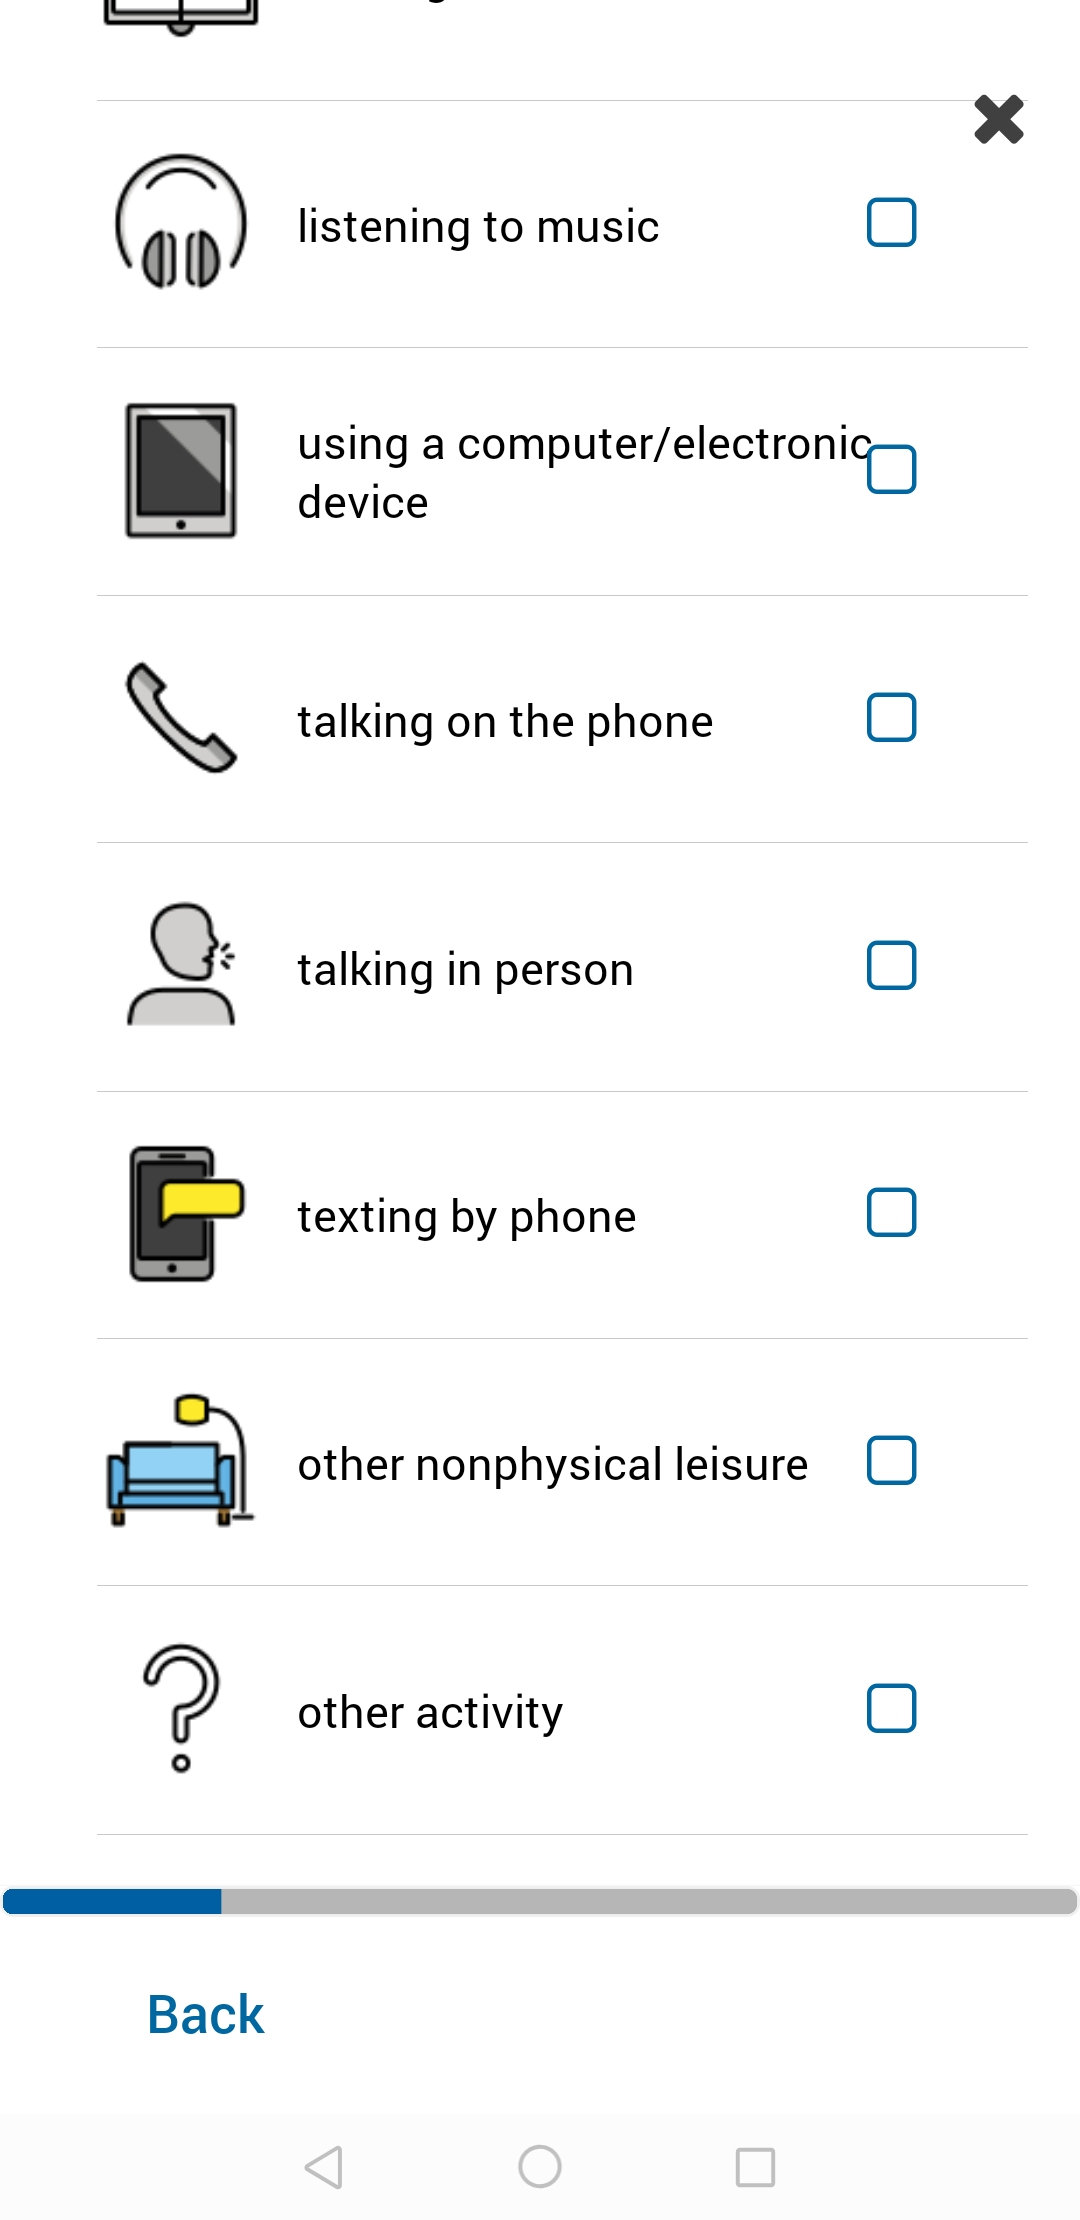 listening to music
using a computer/electronic
device
talking on the phone
talking in person
texting by phone
other nonphysical leisure
other activity
Back